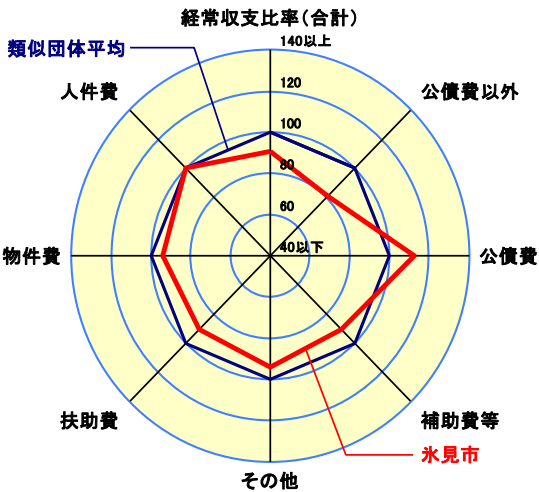 経常収支比率（合計）
140以上
類似団体平均
人件費
120
公債費以外
100
80
60
物件費
40以下
公債費
扶助費
補助費等
氷見市
その他